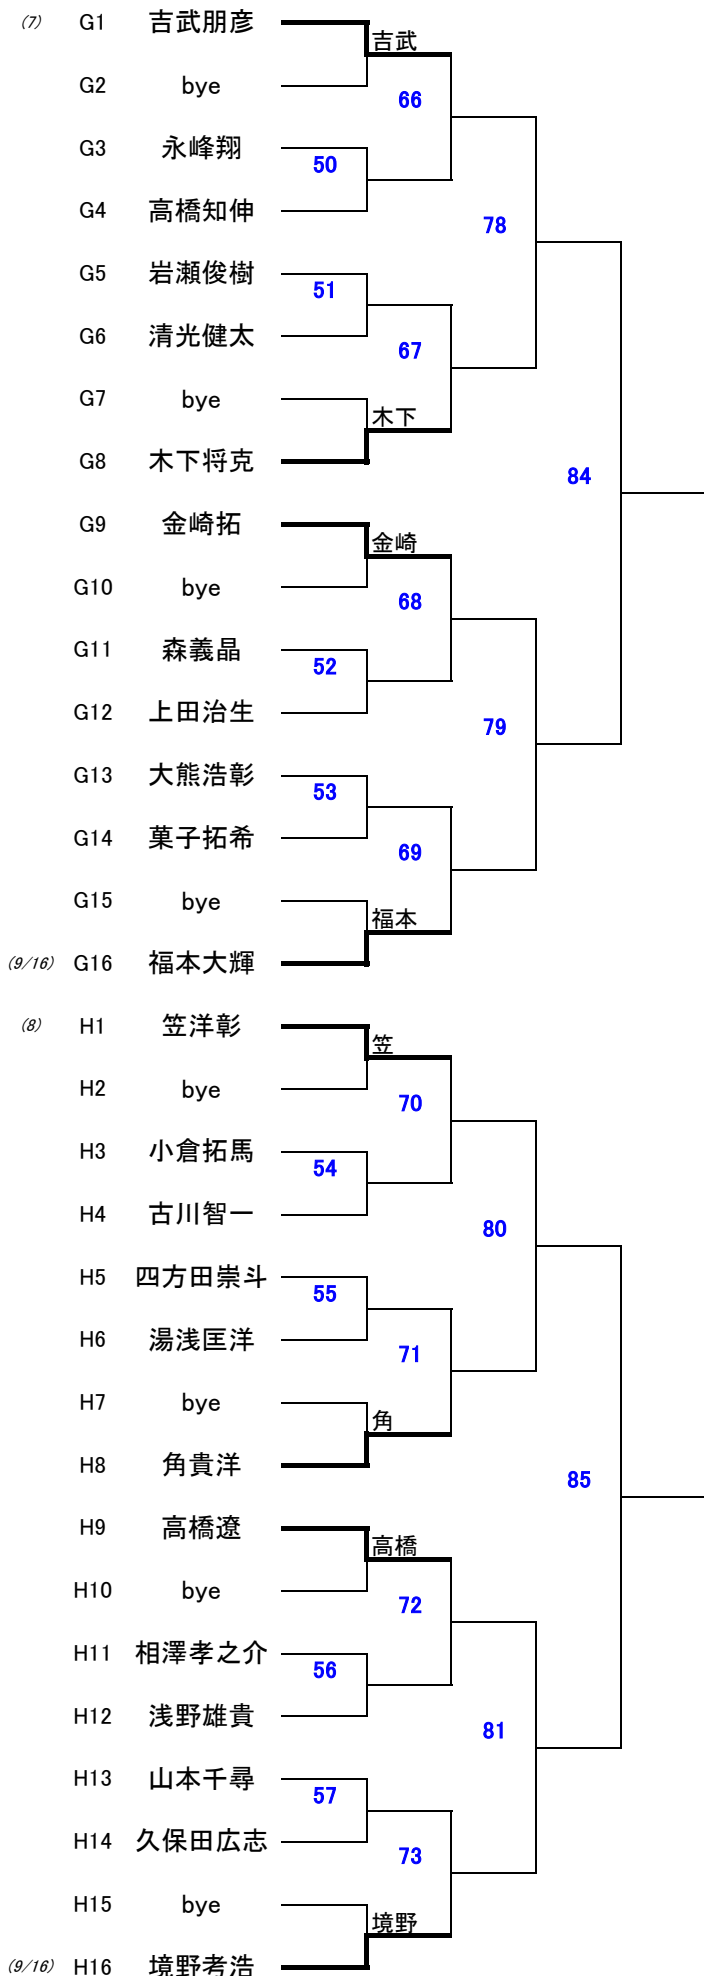 (7) G1 吉武朋彦
吉武
G2 bye
66
G3 永峰翔
50
G4 高橋知伸
78
G5 岩瀬俊樹
51
G6 清光健太
67
G7 bye
木下
G8 木下将克
84
G9 金崎拓
金崎
G10 bye
68
G11 森義晶
52
G12 上田治生
79
G13 大熊浩彰
53
G14 菓子拓希
69
G15 bye
福本
(9/16) G16 福本大輝
(8) H1 笠洋彰
笠
H2 bye
70
H3 小倉拓馬
54
H4 古川智一
80
H5 四方田崇斗
55
H6 湯浅匡洋
71
H7 bye
角
H8 角貴洋
85
H9 高橋遼
高橋
H10 bye
72
H11 相澤孝之介
56
H12 浅野雄貴
81
H13 山本千尋
57
H14 久保田広志
73
H15 bye
境野
(9/16) H16 境野考浩